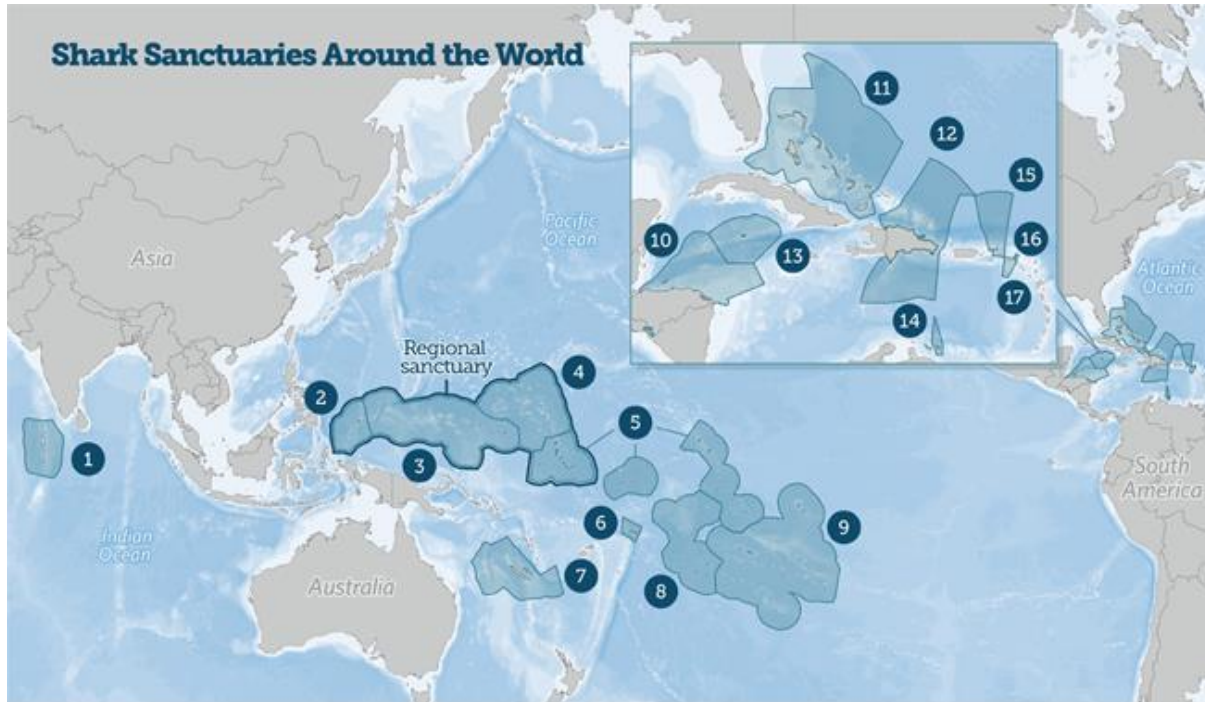 Shark Sanctuaries Around the World
11
12
15
Pacific
Ocean
10
Asia
16
13
Atlantic
Ocean
17
14
Regional
sanctuary
4
2
5
1
3
South
America
6
9
Indian
Ocean
7
Australia
8